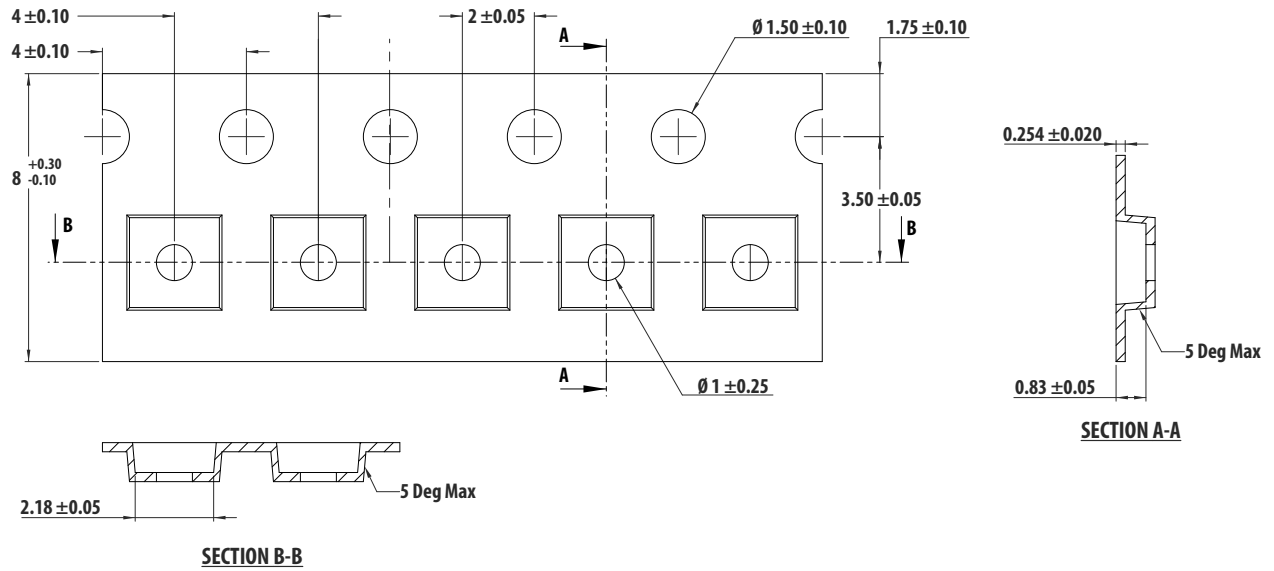 4 ±0.10
2 ±0.05
A
Ø 1.50 ±0.10
1.75 ±0.10
4 ±0.10
8 +0.30 -0.10
3.50 ±0.05
B
B
A
Ø 1 ±0.25
0.254 ±0.020
5 Deg Max
0.83 ±0.05
SECTION A-A
5 Deg Max
2.18 ±0.05
SECTION B-B